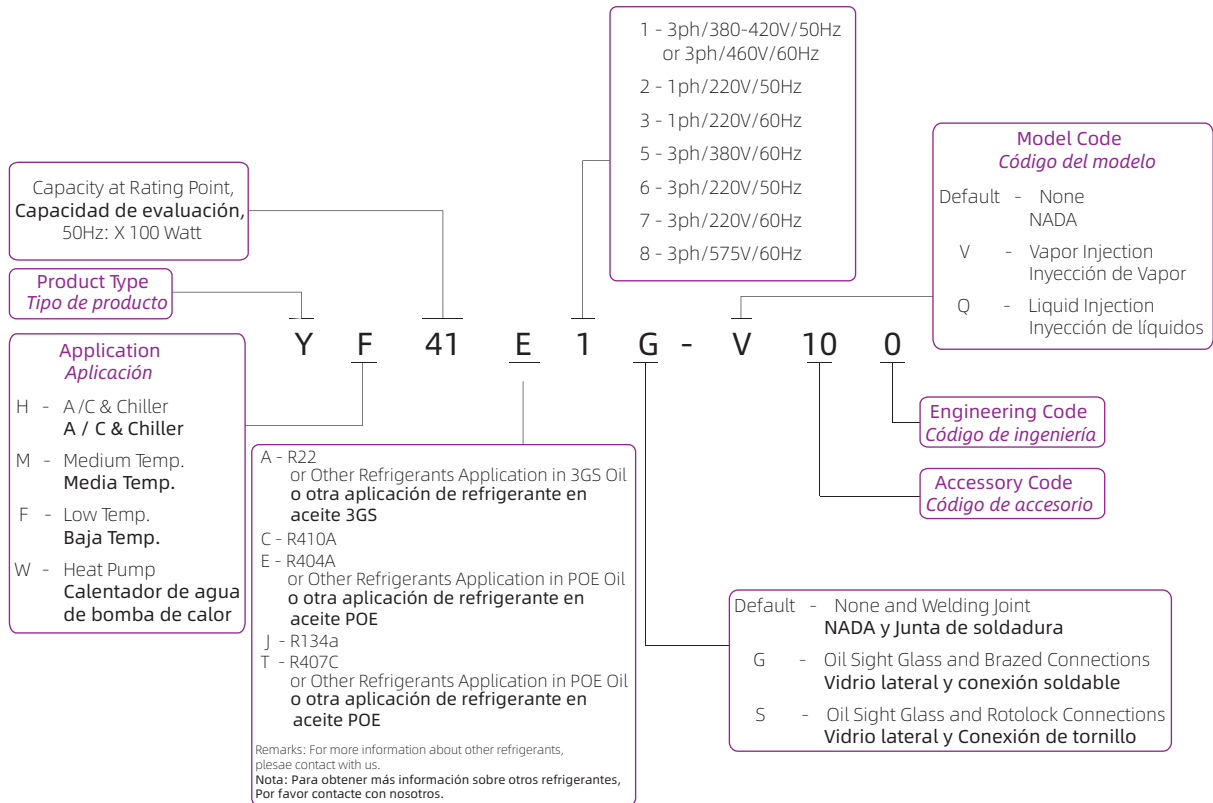 1 - 3ph/380-420V/50Hz
or 3ph/460V/60Hz
2 - 1ph/220V/50Hz
3 - 1ph/220V/60Hz
5 - 3ph/380V/60Hz
6 - 3ph/220V/50Hz
7 - 3ph/220V/60Hz
8 - 3ph/575V/60Hz
Model Code
Código del modelo
Default - None
NADA
V - Vapor Injection
Inyección de Vapor
Q - Liquid Injection
Inyección de líquidos
Capacity at Rating Point,
Capacidad de evaluación,
50Hz: X 100 Watt
Product Type
Tipo de producto
Y F 41 E 1 G - V 10 0
Application
Aplicación
H - A/C & Chiller
A / C & Chiller
M - Medium Temp.
Media Temp.
F - Low Temp.
Baja Temp.
W - Heat Pump
Calentador de agua
de bomba de calor
A - R22
or Other Refrigerants Application in 3GS Oil
o otra aplicación de refrigerante en
aceite 3GS
C - R410A
E - R404A
or Other Refrigerants Application in POE Oil
o otra aplicación de refrigerante en
aceite POE
J - R134a
T - R407C
or Other Refrigerants Application in POE Oil
o otra aplicación de refrigerante en
aceite POE
Remarks: For more information about other refrigerants,
plesae contact with us.
Nota: Para obtener más información sobre otros refrigerantes,
Por favor contacte con nosotros.
Engineering Code
Código de ingeniería
Accessory Code
Código de accesorio
Default - None and Welding Joint
NADA y Junta de soldadura
G - Oil Sight Glass and Brazed Connections
Vidrio lateral y conexión soldable
S - Oil Sight Glass and Rotolock Connections
Vidrio lateral y Conexión de tornillo